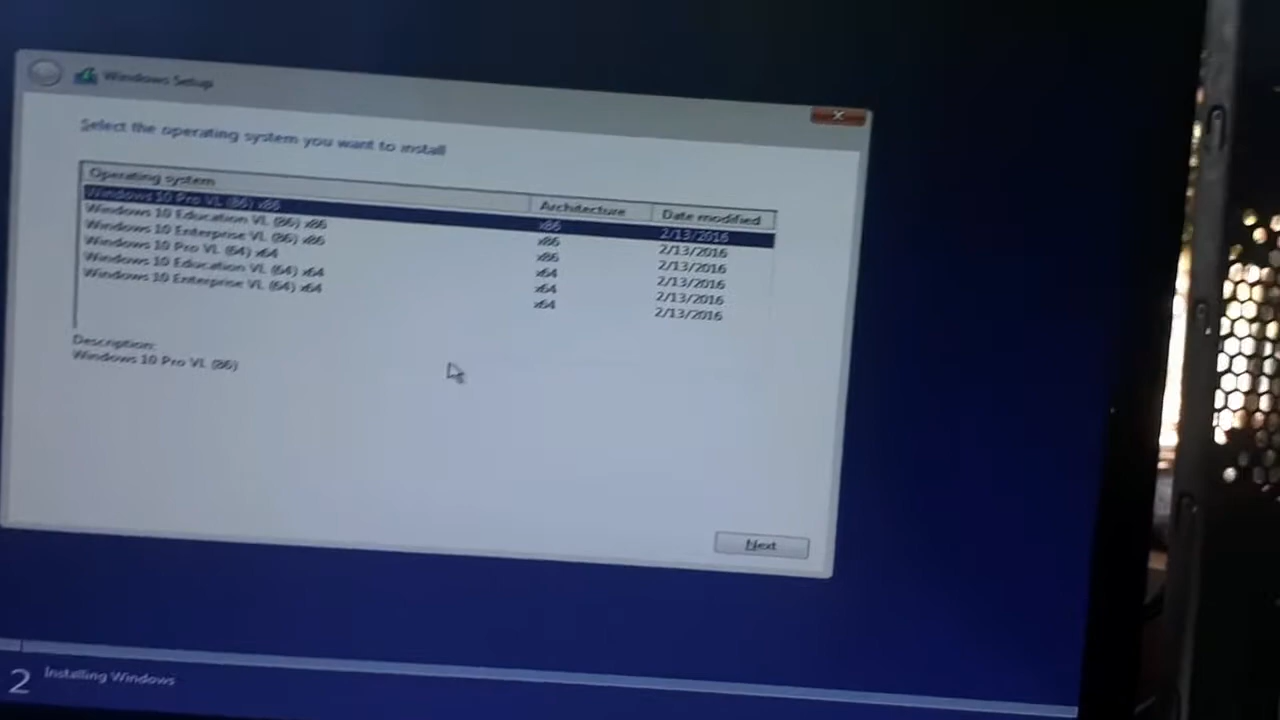 Windows Setup
Select the operating system you want to install
Operating system Architecture Date modified
Windows 10 Pro VL (86) x86 x86 2/13/2016
Windows 10 Education VL (86) x86 x86 2/13/2016
Windows 10 Enterprise VL (86) x86 x86 2/13/2016
Windows 10 Pro VL (64) x64 x64 2/13/2016
Windows 10 Education VL (64) x64 x64 2/13/2016
Windows 10 Enterprise VL (64) x64 x64 2/13/2016
Description:
Windows 10 Pro VL (86)
Next
2 Installing Windows